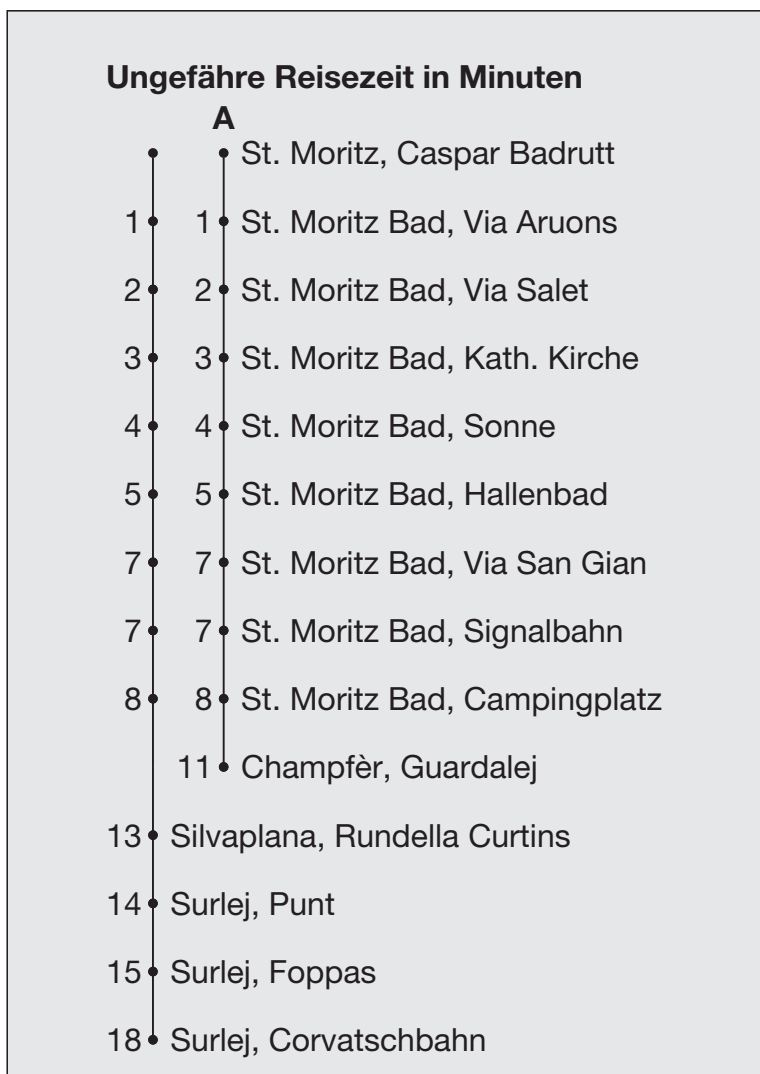 Ungefähre Reisezeit in Minuten
A
St. Moritz, Caspar Badrutt
1 1 St. Moritz Bad, Via Aruons
2 2 St. Moritz Bad, Via Salet
3 3 St. Moritz Bad, Kath. Kirche
4 4 St. Moritz Bad, Sonne
5 5 St. Moritz Bad, Hallenbad
7 7 St. Moritz Bad, Via San Gian
7 7 St. Moritz Bad, Signalbahn
8 8 St. Moritz Bad, Campingplatz
11 Champfèr, Guardalej
13 Silvaplana, Rundella Curtins
14 Surlej, Punt
15 Surlej, Foppas
18 Surlej, Corvatschbahn